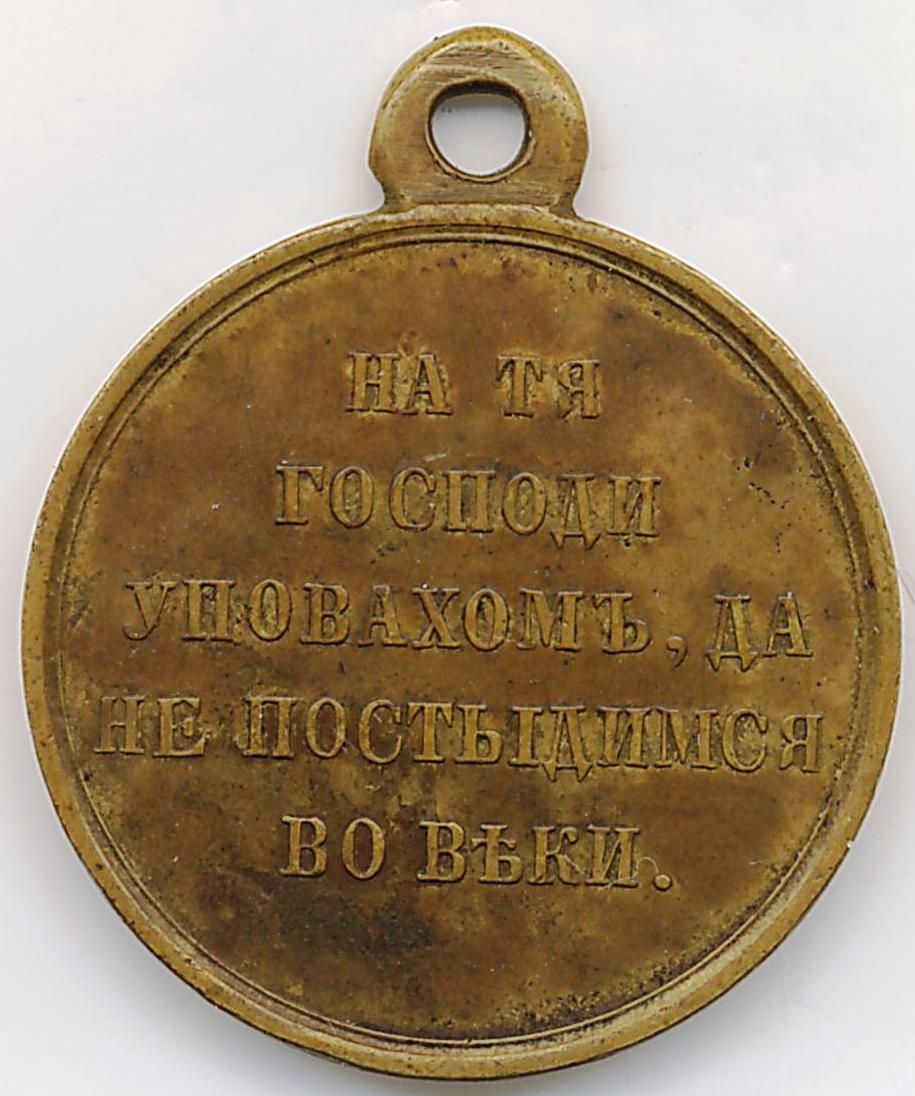 НА ТЯ
ГОСПОДИ
УПОВАХОМЪ, ДА
НЕ ПОСТЫДИМСЯ
ВО ВѢКИ.